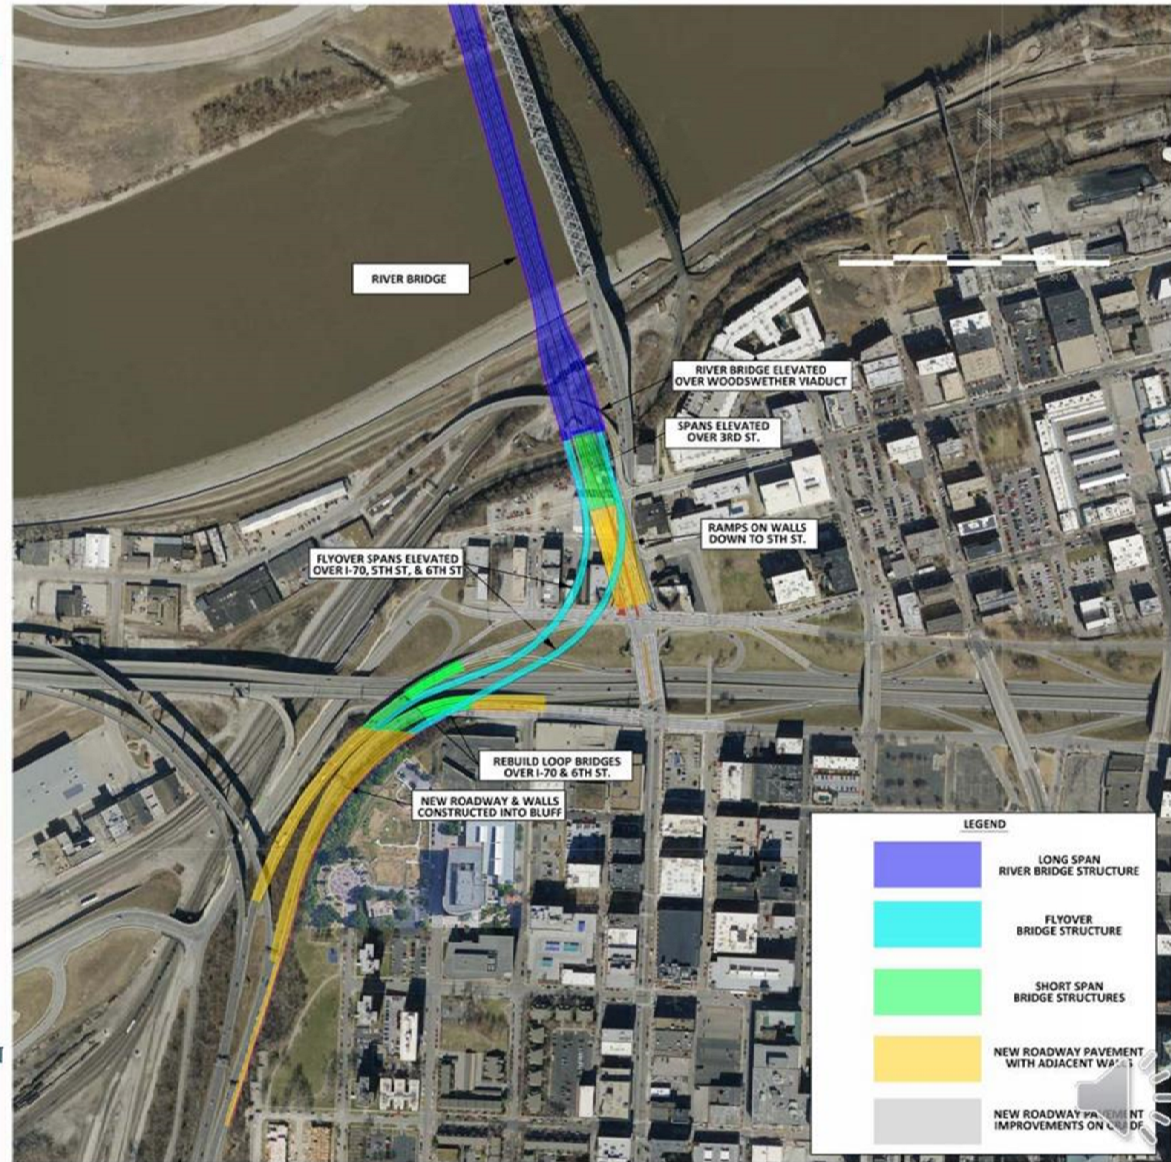 RIVER BRIDGE
RIVER BRIDGE ELEVATED
OVER WOODSWETHER VIADUCT
SPANS ELEVATED
OVER 3RD ST.
RAMPS ON WALLS
DOWN TO 5TH ST.
FLYOVER SPANS ELEVATED
OVER I-70, 5TH ST, & 6TH ST
REBUILD LOOP BRIDGES
OVER I-70 & 6TH ST.
NEW ROADWAY & WALLS
CONSTRUCTED INTO BLUFF
LEGEND
LONG SPAN
RIVER BRIDGE STRUCTURE
FLYOVER
BRIDGE STRUCTURE
SHORT SPAN
BRIDGE STRUCTURES
NEW ROADWAY PAVEMENT
WITH ADJACENT WALLS
NEW ROADWAY PAVEMENT
IMPROVEMENTS ON GRADE